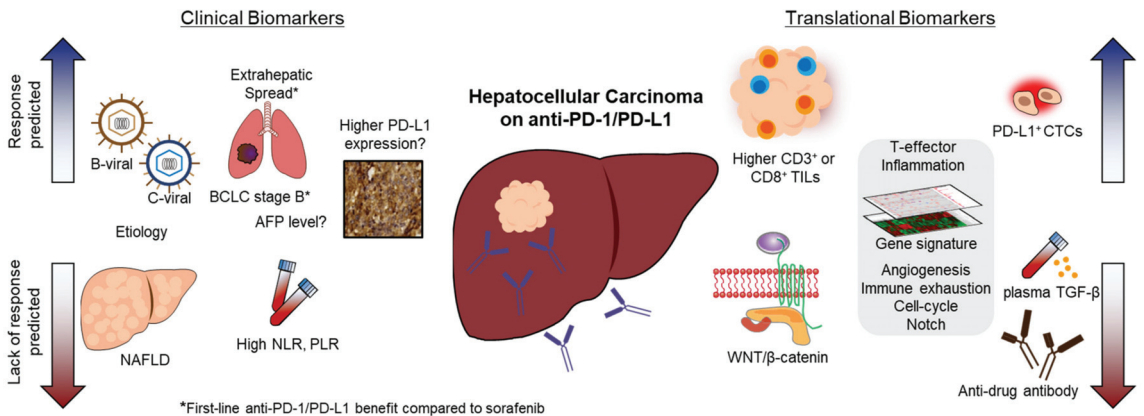 Clinical Biomarkers
Translational Biomarkers
Response
predicted
B-viral
C-viral
Etiology
Extrahepatic
Spread*
BCLC stage B*
AFP level?
Higher PD-L1
expression?
Hepatocellular Carcinoma
on anti-PD-1/PD-L1
Higher CD3+ or
CD8+ TILs
T-effector
Inflammation
Gene signature
Angiogenesis
Immune exhaustion
Cell-cycle
Notch
PD-L1+ CTCs
Lack of response
predicted
NAFLD
High NLR, PLR
WNT/β-catenin
plasma TGF-β
Anti-drug antibody
*First-line anti-PD-1/PD-L1 benefit compared to sorafenib